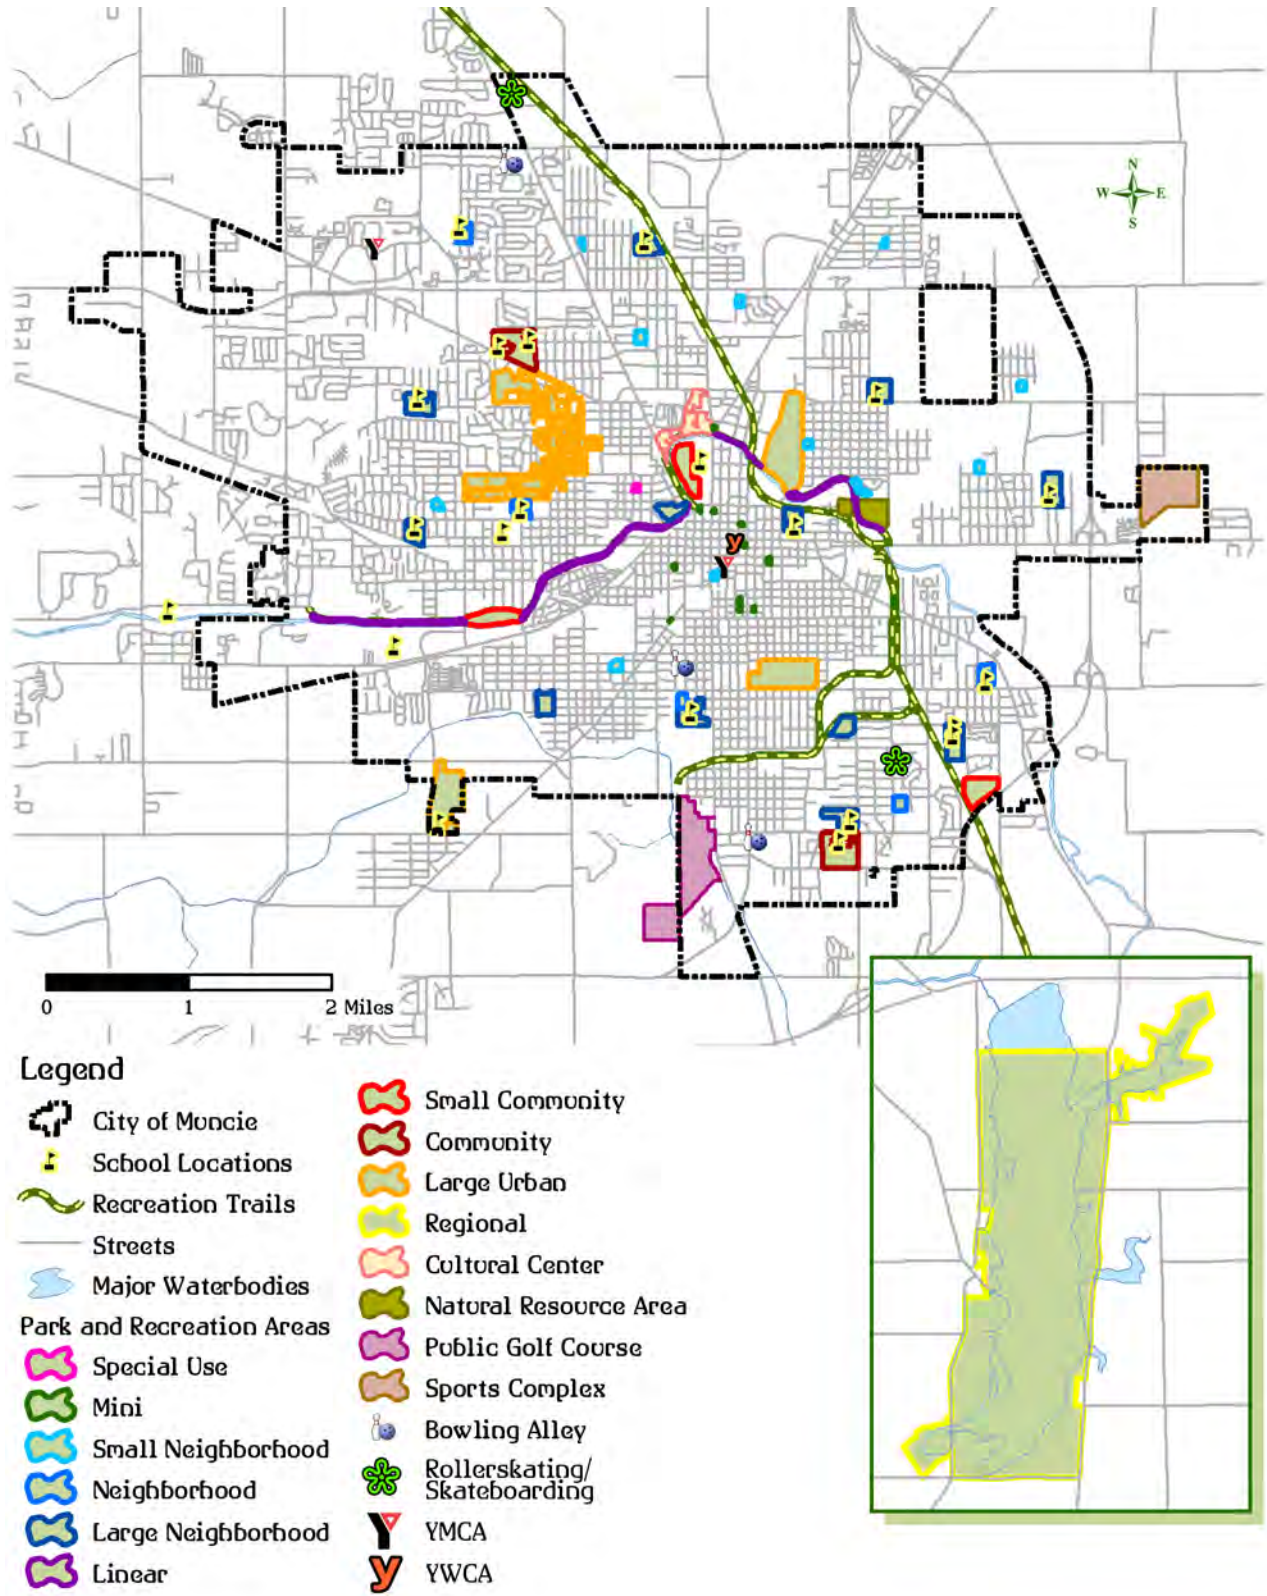 N
W E
S
0 1 2 Miles
Legend
City of Muncie
School Locations
Recreation Trails
Streets
Major Waterbodies
Park and Recreation Areas
Special Use
Mini
Small Neighborhood
Neighborhood
Large Neighborhood
Linear
Small Community
Community
Large Urban
Regional
Cultural Center
Natural Resource Area
Public Golf Course
Sports Complex
Bowling Alley
Rollerskating/
Skateboarding
YMCA
YWCA